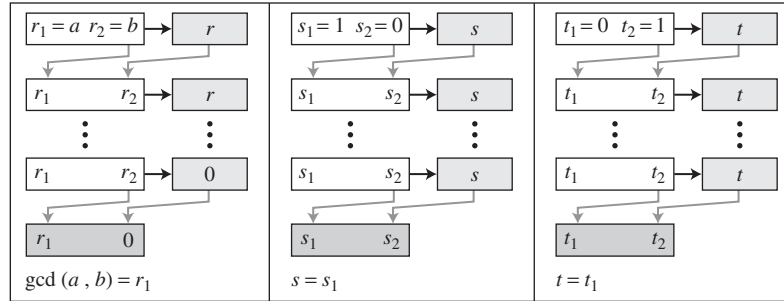 r₁ = a r₂ = b r
r₁ r₂ r
r₁ r₂ 0
r₁ 0
gcd (a , b) = r₁
s₁ = 1 s₂ = 0 s
s₁ s₂ s
s₁ s₂ s
s₁ s₂
s = s₁
t₁ = 0 t₂ = 1 t
t₁ t₂ t
t₁ t₂ t
t₁ t₂
t = t₁